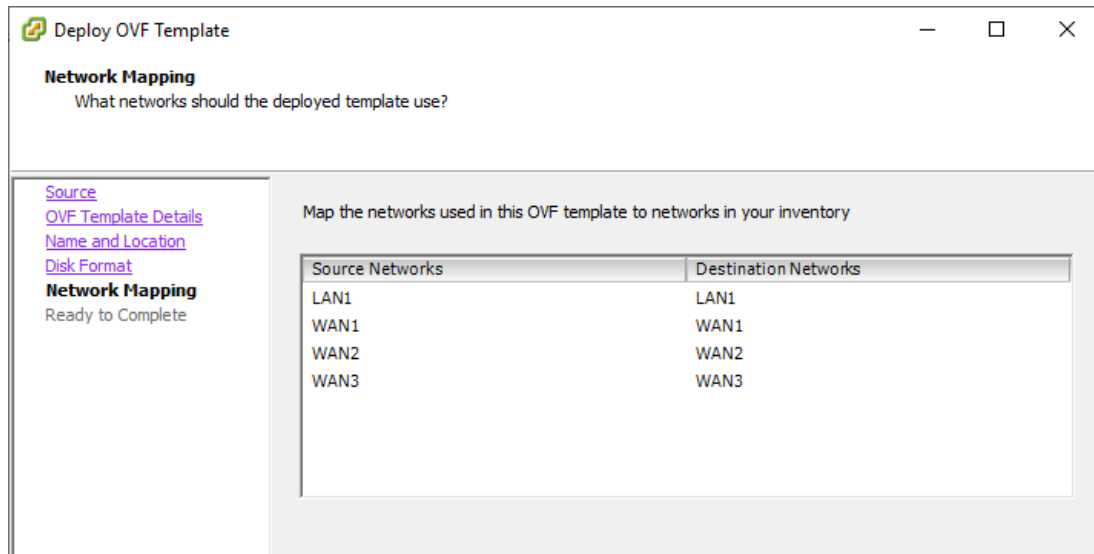 Deploy OVF Template
Network Mapping
What networks should the deployed template use?
Source
OVF Template Details
Name and Location
Disk Format
Network Mapping
Ready to Complete
Map the networks used in this OVF template to networks in your inventory
Source Networks Destination Networks
LAN1 LAN1
WAN1 WAN1
WAN2 WAN2
WAN3 WAN3